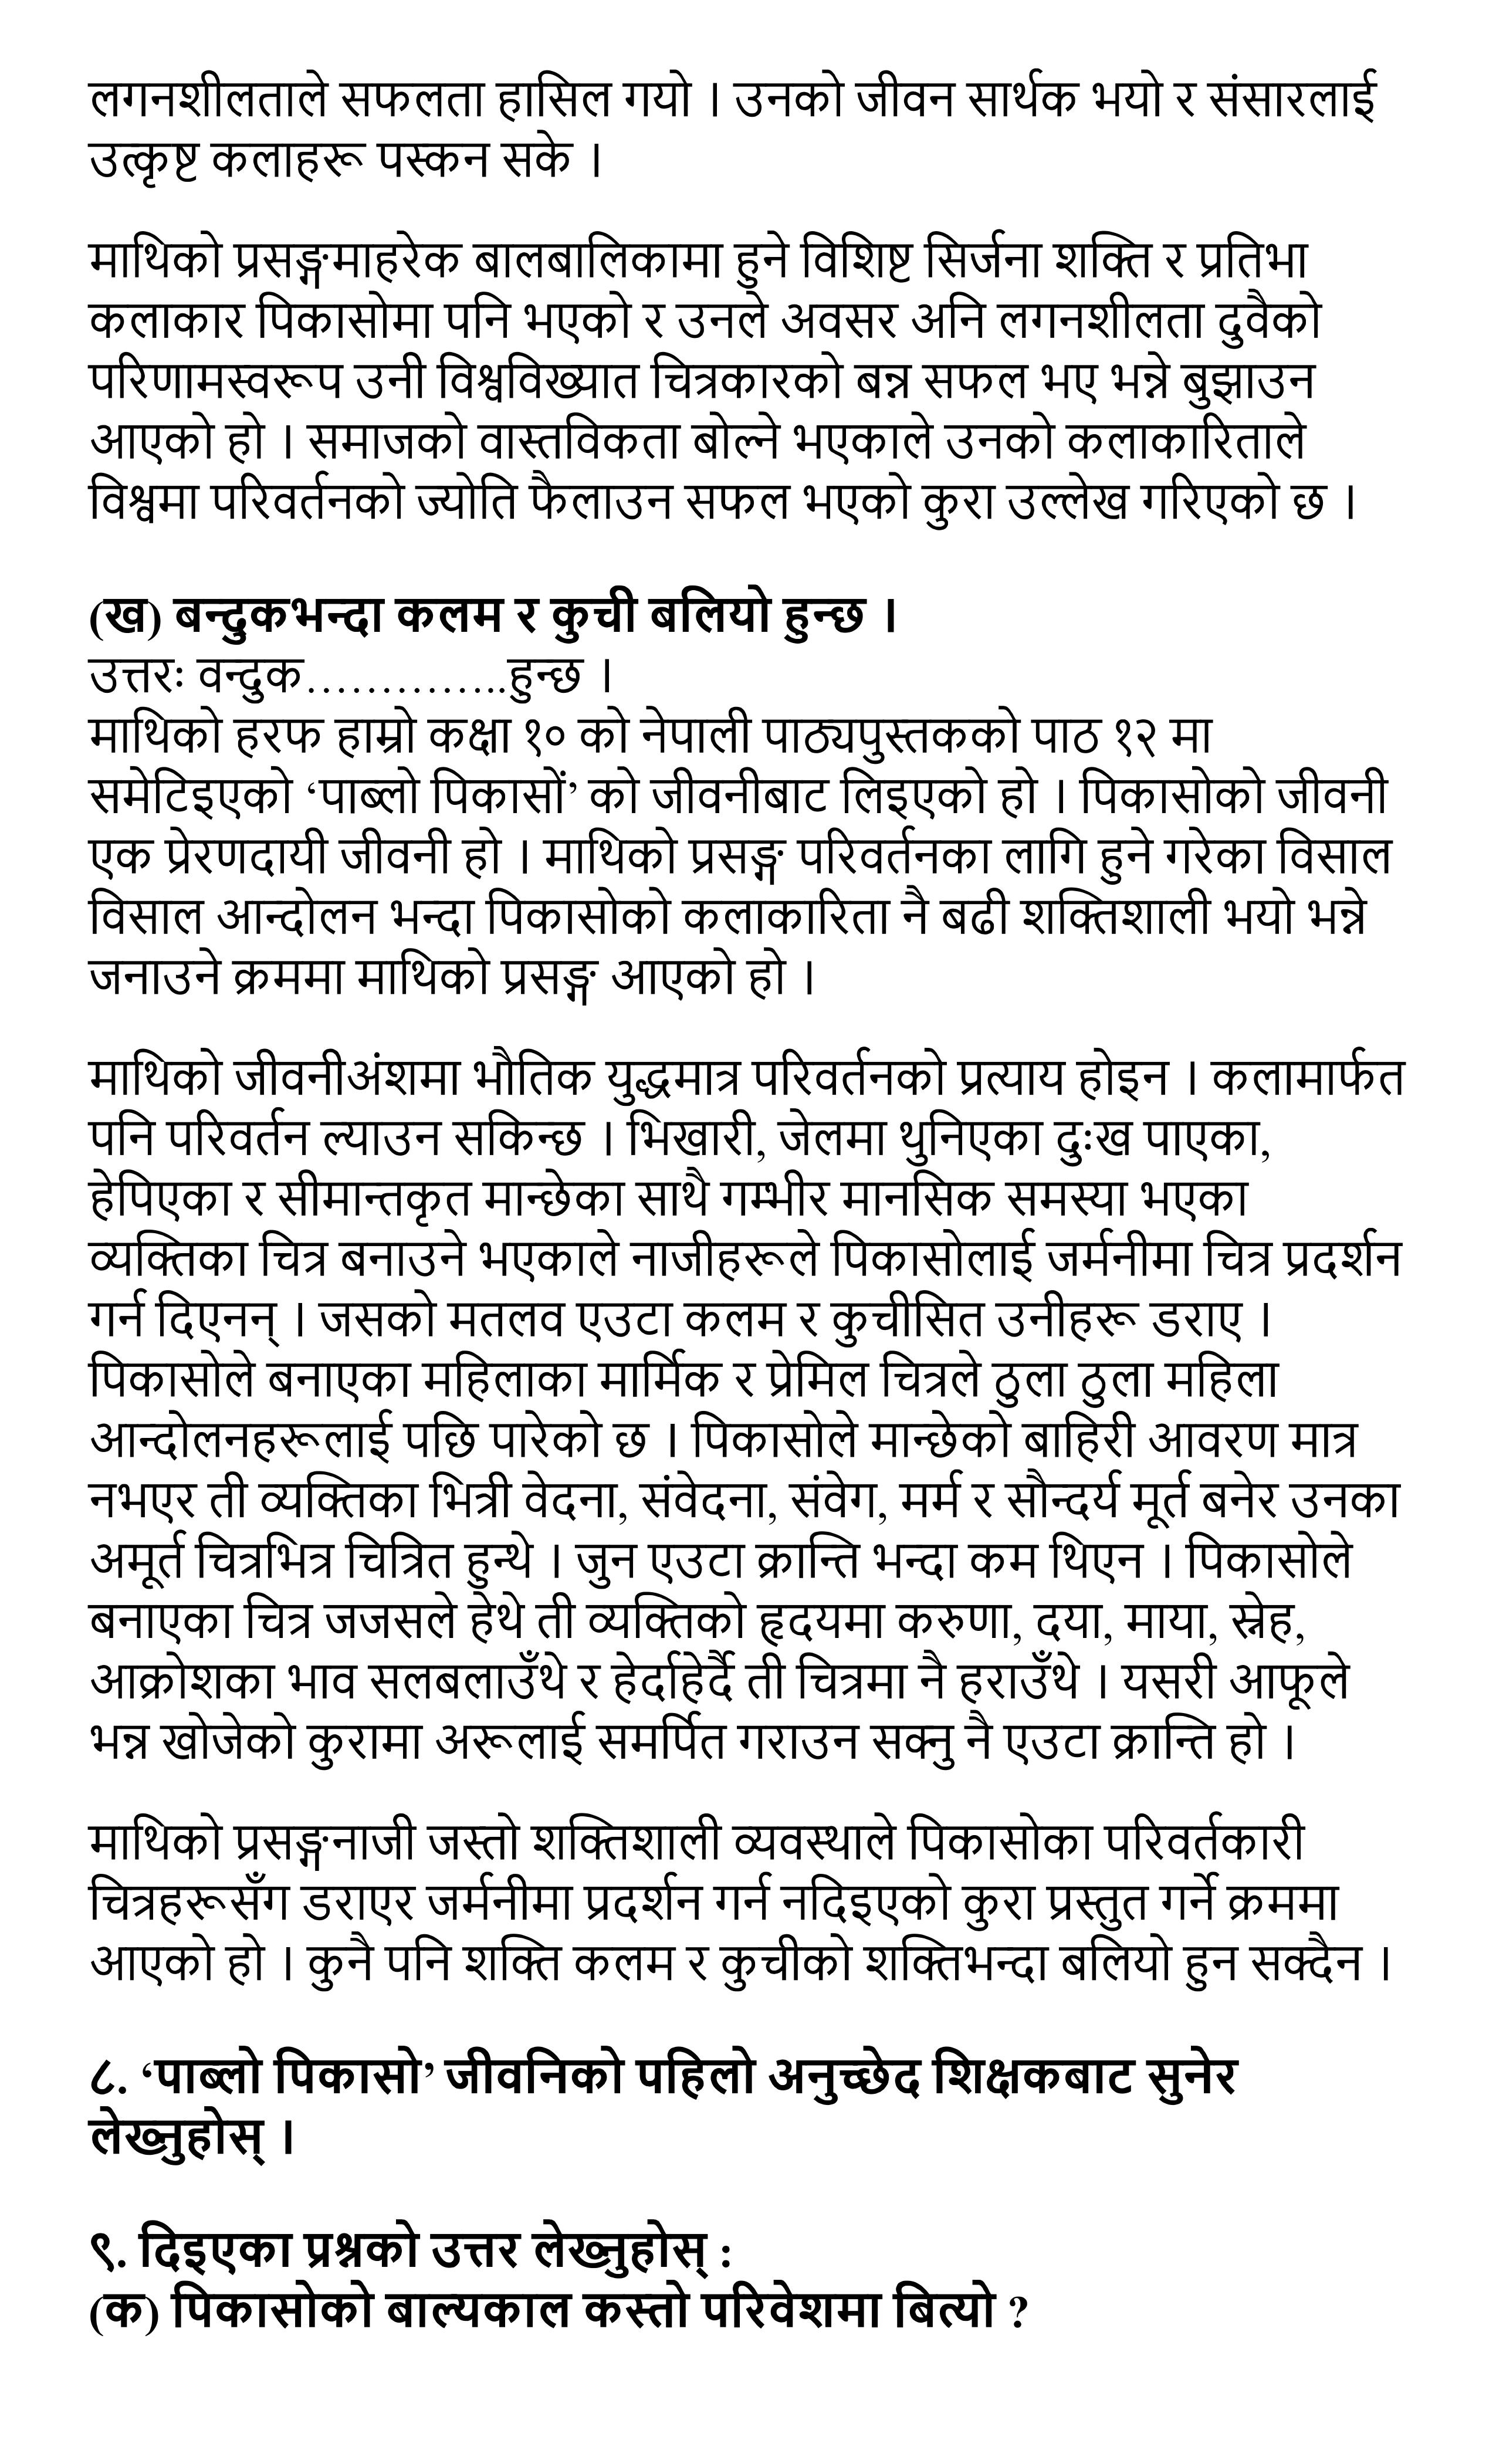 लगनशीलताले सफलता हासिल गयो । उनको जीवन सार्थक भयो र संसारलाई
उत्कृष्ट कलाहरू पस्कन सके ।
माथिको प्रसङ्गमाहरेक बालबालिकामा हुने विशिष्ट सिर्जना शक्ति र प्रतिभा
कलाकार पिकासोमा पनि भएको र उनले अवसर अनि लगनशीलता दुवैको
परिणामस्वरूप उनी विश्वविख्यात चित्रकारको बन्न सफल भए भन्ने बुझाउन
आएको हो । समाजको वास्तविकता बोल्ने भएकाले उनको कलाकारिताले
विश्वमा परिवर्तनको ज्योति फैलाउन सफल भएको कुरा उल्लेख गरिएको छ ।
(ख) बन्दुकभन्दा कलम र कुची बलियो हुन्छ ।
उत्तरः वन्दुक…………..हुन्छ ।
माथिको हरफ हाम्रो कक्षा १० को नेपाली पाठ्यपुस्तकको पाठ १२ मा
समेटिइएको ‘पाब्लो पिकासों’ को जीवनीबाट लिइएको हो । पिकासोको जीवनी
एक प्रेरणदायी जीवनी हो । माथिको प्रसङ्ग परिवर्तनका लागि हुने गरेका विसाल
विसाल आन्दोलन भन्दा पिकासोको कलाकारिता नै बढी शक्तिशाली भयो भन्ने
जनाउने क्रममा माथिको प्रसङ्ग आएको हो ।
माथिको जीवनीअंशमा भौतिक युद्धमात्र परिवर्तनको प्रत्याय होइन । कलामार्फत
पनि परिवर्तन ल्याउन सकिन्छ । भिखारी, जेलमा थुनिएका दुःख पाएका,
हेपिएका र सीमान्तकृत मान्छेका साथै गम्भीर मानसिक समस्या भएका
व्यक्तिका चित्र बनाउने भएकाले नाजीहरूले पिकासोलाई जर्मनीमा चित्र प्रदर्शन
गर्न दिएनन् । जसको मतलव एउटा कलम र कुचीसित उनीहरू डराए ।
पिकासोले बनाएका महिलाका मार्मिक र प्रेमिल चित्रले ठुला ठुला महिला
आन्दोलनहरूलाई पछि पारेको छ । पिकासोले मान्छेको बाहिरी आवरण मात्र
नभएर ती व्यक्तिका भित्री वेदना, संवेदना, संवेग, मर्म र सौन्दर्य मूर्त बनेर उनका
अमूर्त चित्रभित्र चित्रित हुन्थे । जुन एउटा क्रान्ति भन्दा कम थिएन । पिकासोले
बनाएका चित्र जजसले हेथे ती व्यक्तिको हृदयमा करुणा, दया, माया, स्नेह,
आक्रोशका भाव सलबलाउँथे र हेर्दाहेर्दै ती चित्रमा नै हराउँथे । यसरी आफूले
भन्न खोजेको कुरामा अरूलाई समर्पित गराउन सक्नु नै एउटा क्रान्ति हो ।
माथिको प्रसङ्गनाजी जस्तो शक्तिशाली व्यवस्थाले पिकासोका परिवर्तकारी
चित्रहरूसँग डराएर जर्मनीमा प्रदर्शन गर्न नदिइएको कुरा प्रस्तुत गर्ने क्रममा
आएको हो । कुनै पनि शक्ति कलम र कुचीको शक्तिभन्दा बलियो हुन सक्दैन ।
८. ‘पाब्लो पिकासो’ जीवनिको पहिलो अनुच्छेद शिक्षकबाट सुनेर
लेख्नुहोस् ।
९. दिइएका प्रश्नको उत्तर लेख्नुहोस् :
(क) पिकासोको बाल्यकाल कस्तो परिवेशमा बित्यो ?